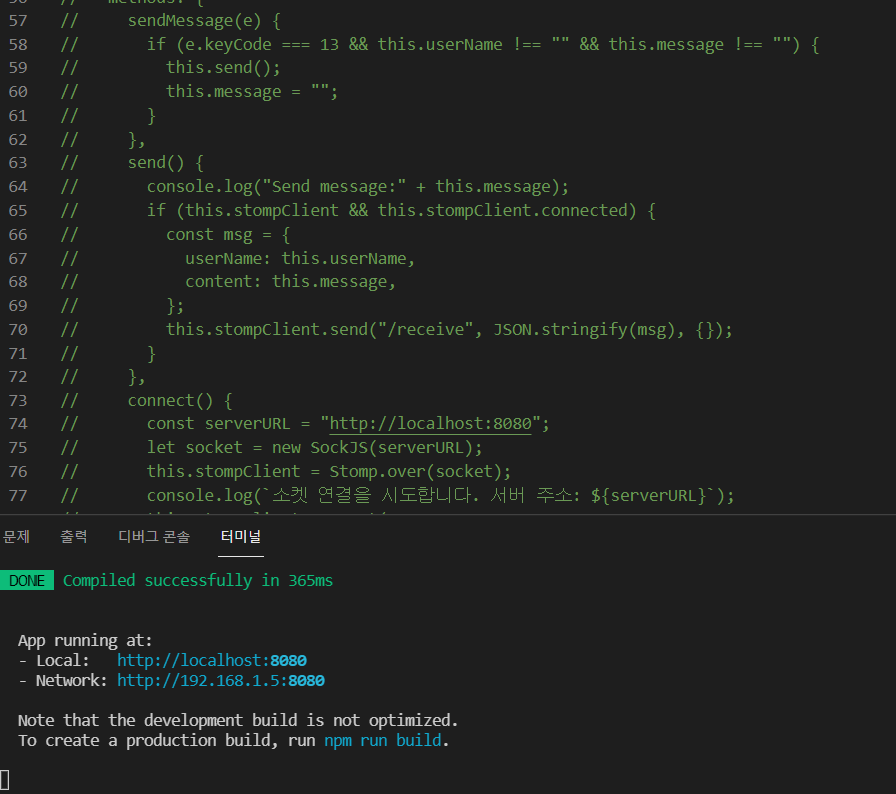 56 //   methods: {
57 //     sendMessage(e) {
58 //       if (e.keyCode === 13 && this.userName !== "" && this.message !== "") {
59 //         this.send();
60 //         this.message = "";
61 //       }
62 //     },
63 //     send() {
64 //       console.log("Send message:" + this.message);
65 //       if (this.stompClient && this.stompClient.connected) {
66 //         const msg = {
67 //           userName: this.userName,
68 //           content: this.message,
69 //         };
70 //         this.stompClient.send("/receive", JSON.stringify(msg), {});
71 //       }
72 //     },
73 //     connect() {
74 //       const serverURL = "http://localhost:8080";
75 //       let socket = new SockJS(serverURL);
76 //       this.stompClient = Stomp.over(socket);
77 //       console.log(`소켓 연결을 시도합니다. 서버 주소: ${serverURL}`);
문제 출력 디버그 콘솔 터미널
DONE Compiled successfully in 365ms
App running at:
- Local:   http://localhost:8080
- Network: http://192.168.1.5:8080
Note that the development build is not optimized.
To create a production build, run npm run build.